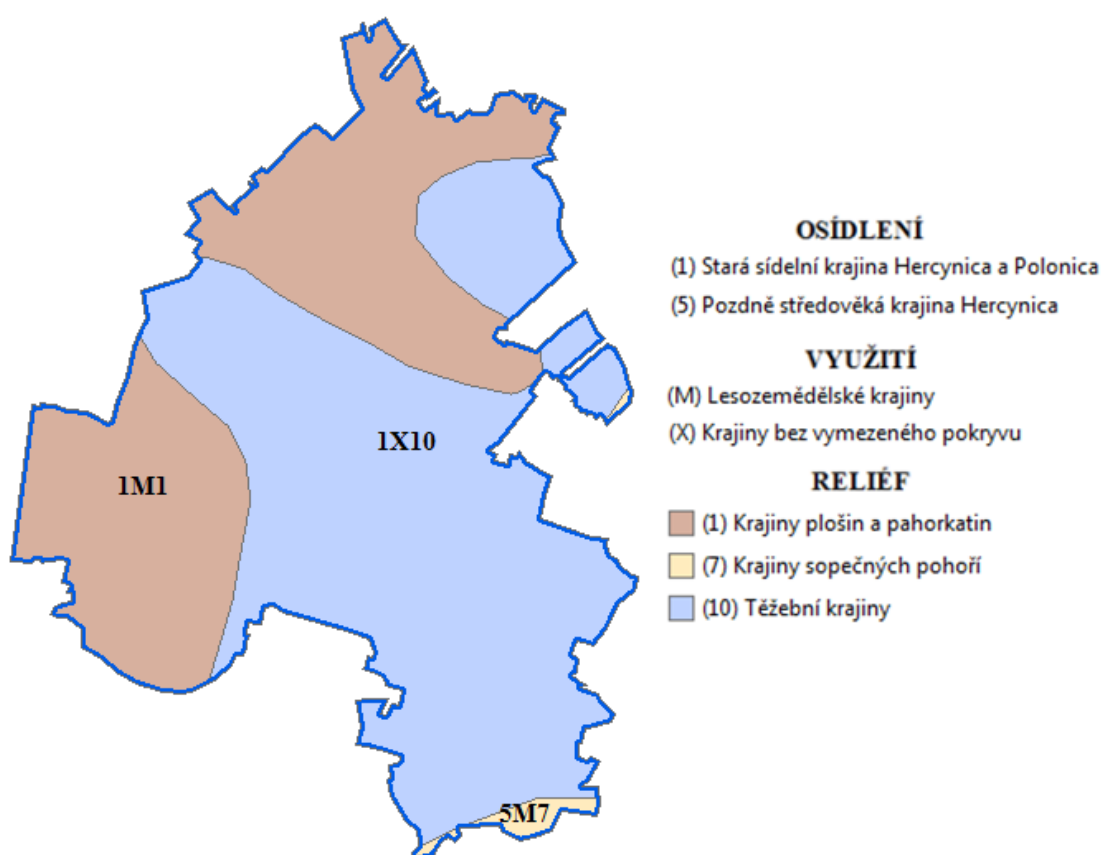 OSÍDLENÍ
(1) Stará sídelní krajina Hercynica a Polonica
(5) Pozdně středověká krajina Hercynica
VYUŽITÍ
(M) Lesozemědělské krajiny
(X) Krajiny bez vymezeného pokryvu
RELIÉF
(1) Krajiny plošin a pahorkatin
(7) Krajiny sopečných pohoří
(10) Těžební krajiny
1X10
1M1
5M7